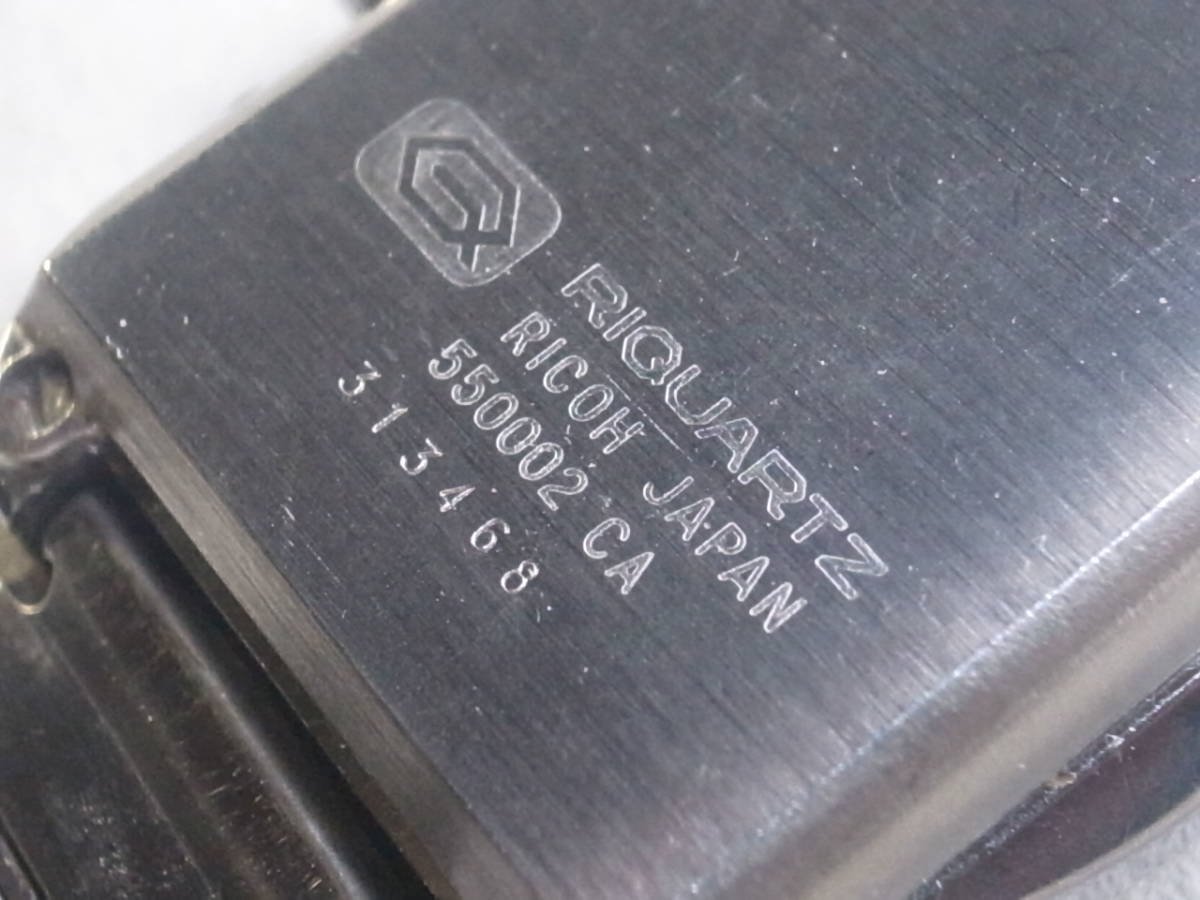 RIQUARTZ
RICOH JAPAN
550002 CA
313468